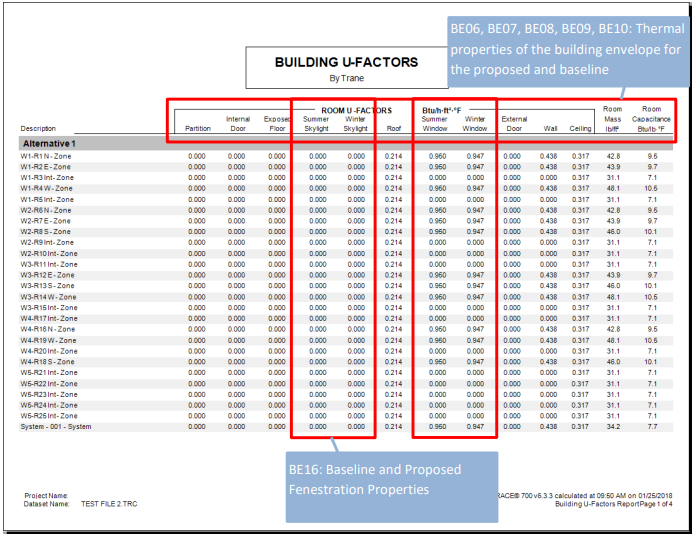 BE06, BE07, BE08, BE09, BE10: Thermal
properties of the building envelope for
the proposed and baseline
BUILDING U-FACTORS
By Trane
ROOM U-FACTORS Btu/h·ft²·°F Room Room
Internal Exposed Summer Winter Summer Winter External Mass Capacitance
Description Partition Door Floor Skylight Skylight Roof Window Window Door Wall Ceiling lb/ft² Btu/lb·°F
Alternative 1
W1-R1 N - Zone 0.000 0.000 0.000 0.000 0.000 0.214 0.950 0.947 0.000 0.438 0.317 42.8 9.5
W1-R2 E - Zone 0.000 0.000 0.000 0.000 0.000 0.214 0.950 0.947 0.000 0.438 0.317 43.9 9.7
W1-R3 Int - Zone 0.000 0.000 0.000 0.000 0.000 0.214 0.000 0.000 0.000 0.000 0.317 31.1 7.1
W1-R4 W - Zone 0.000 0.000 0.000 0.000 0.000 0.214 0.950 0.947 0.000 0.438 0.317 48.1 10.5
W1-R5 Int - Zone 0.000 0.000 0.000 0.000 0.000 0.214 0.000 0.000 0.000 0.000 0.317 31.1 7.1
W2-R6 N - Zone 0.000 0.000 0.000 0.000 0.000 0.214 0.950 0.947 0.000 0.438 0.317 42.8 9.5
W2-R7 E - Zone 0.000 0.000 0.000 0.000 0.000 0.214 0.950 0.947 0.000 0.438 0.317 43.9 9.7
W2-R8 S - Zone 0.000 0.000 0.000 0.000 0.000 0.214 0.950 0.947 0.000 0.438 0.317 46.0 10.1
W2-R9 Int - Zone 0.000 0.000 0.000 0.000 0.000 0.214 0.000 0.000 0.000 0.000 0.317 31.1 7.1
W2-R10 Int - Zone 0.000 0.000 0.000 0.000 0.000 0.214 0.000 0.000 0.000 0.000 0.317 31.1 7.1
W3-R11 Int - Zone 0.000 0.000 0.000 0.000 0.000 0.214 0.000 0.000 0.000 0.000 0.317 31.1 7.1
W3-R12 E - Zone 0.000 0.000 0.000 0.000 0.000 0.214 0.950 0.947 0.000 0.438 0.317 43.9 9.7
W3-R13 S - Zone 0.000 0.000 0.000 0.000 0.000 0.214 0.950 0.947 0.000 0.438 0.317 46.0 10.1
W3-R14 W - Zone 0.000 0.000 0.000 0.000 0.000 0.214 0.950 0.947 0.000 0.438 0.317 48.1 10.5
W3-R15 Int - Zone 0.000 0.000 0.000 0.000 0.000 0.214 0.000 0.000 0.000 0.000 0.317 31.1 7.1
W4-R17 Int - Zone 0.000 0.000 0.000 0.000 0.000 0.214 0.000 0.000 0.000 0.000 0.317 31.1 7.1
W4-R16 N - Zone 0.000 0.000 0.000 0.000 0.000 0.214 0.950 0.947 0.000 0.438 0.317 42.8 9.5
W4-R19 W - Zone 0.000 0.000 0.000 0.000 0.000 0.214 0.950 0.947 0.000 0.438 0.317 48.1 10.5
W4-R20 Int - Zone 0.000 0.000 0.000 0.000 0.000 0.214 0.000 0.000 0.000 0.000 0.317 31.1 7.1
W4-R18 S - Zone 0.000 0.000 0.000 0.000 0.000 0.214 0.950 0.947 0.000 0.438 0.317 46.0 10.1
W5-R21 Int - Zone 0.000 0.000 0.000 0.000 0.000 0.214 0.000 0.000 0.000 0.000 0.317 31.1 7.1
W5-R22 Int - Zone 0.000 0.000 0.000 0.000 0.000 0.214 0.000 0.000 0.000 0.000 0.317 31.1 7.1
W5-R23 Int - Zone 0.000 0.000 0.000 0.000 0.000 0.214 0.000 0.000 0.000 0.000 0.317 31.1 7.1
W5-R24 Int - Zone 0.000 0.000 0.000 0.000 0.000 0.214 0.000 0.000 0.000 0.000 0.317 31.1 7.1
W5-R25 Int - Zone 0.000 0.000 0.000 0.000 0.000 0.214 0.000 0.000 0.000 0.000 0.317 31.1 7.1
System - 001 - System 0.000 0.000 0.000 0.000 0.000 0.214 0.950 0.947 0.000 0.438 0.317 34.2 7.7
BE16: Baseline and Proposed
Fenestration Properties
Project Name: RACE® 700 v6.3.3 calculated at 09:50 AM on 01/25/2018
Dataset Name: TEST FILE 2.TRC Building U-Factors Report Page 1 of 4